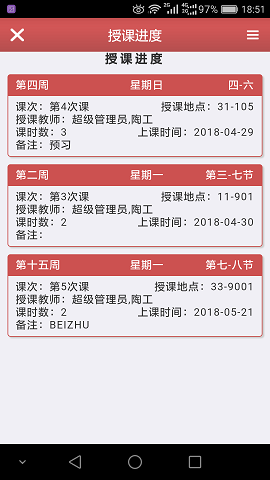 97% 18:51
授课进度
授课进度
第四周 星期日 四-六
课次：第4次课 授课地点：31-105
授课教师：超级管理员,陶工
课时数：3 上课时间：2018-04-29
备注：预习
第二周 星期一 第三-七节
课次：第3次课 授课地点：11-901
授课教师：超级管理员,陶工
课时数：2 上课时间：2018-04-30
备注：
第十五周 星期一 第七-八节
课次：第5次课 授课地点：33-9001
授课教师：超级管理员,陶工
课时数：2 上课时间：2018-05-21
备注：BEIZHU